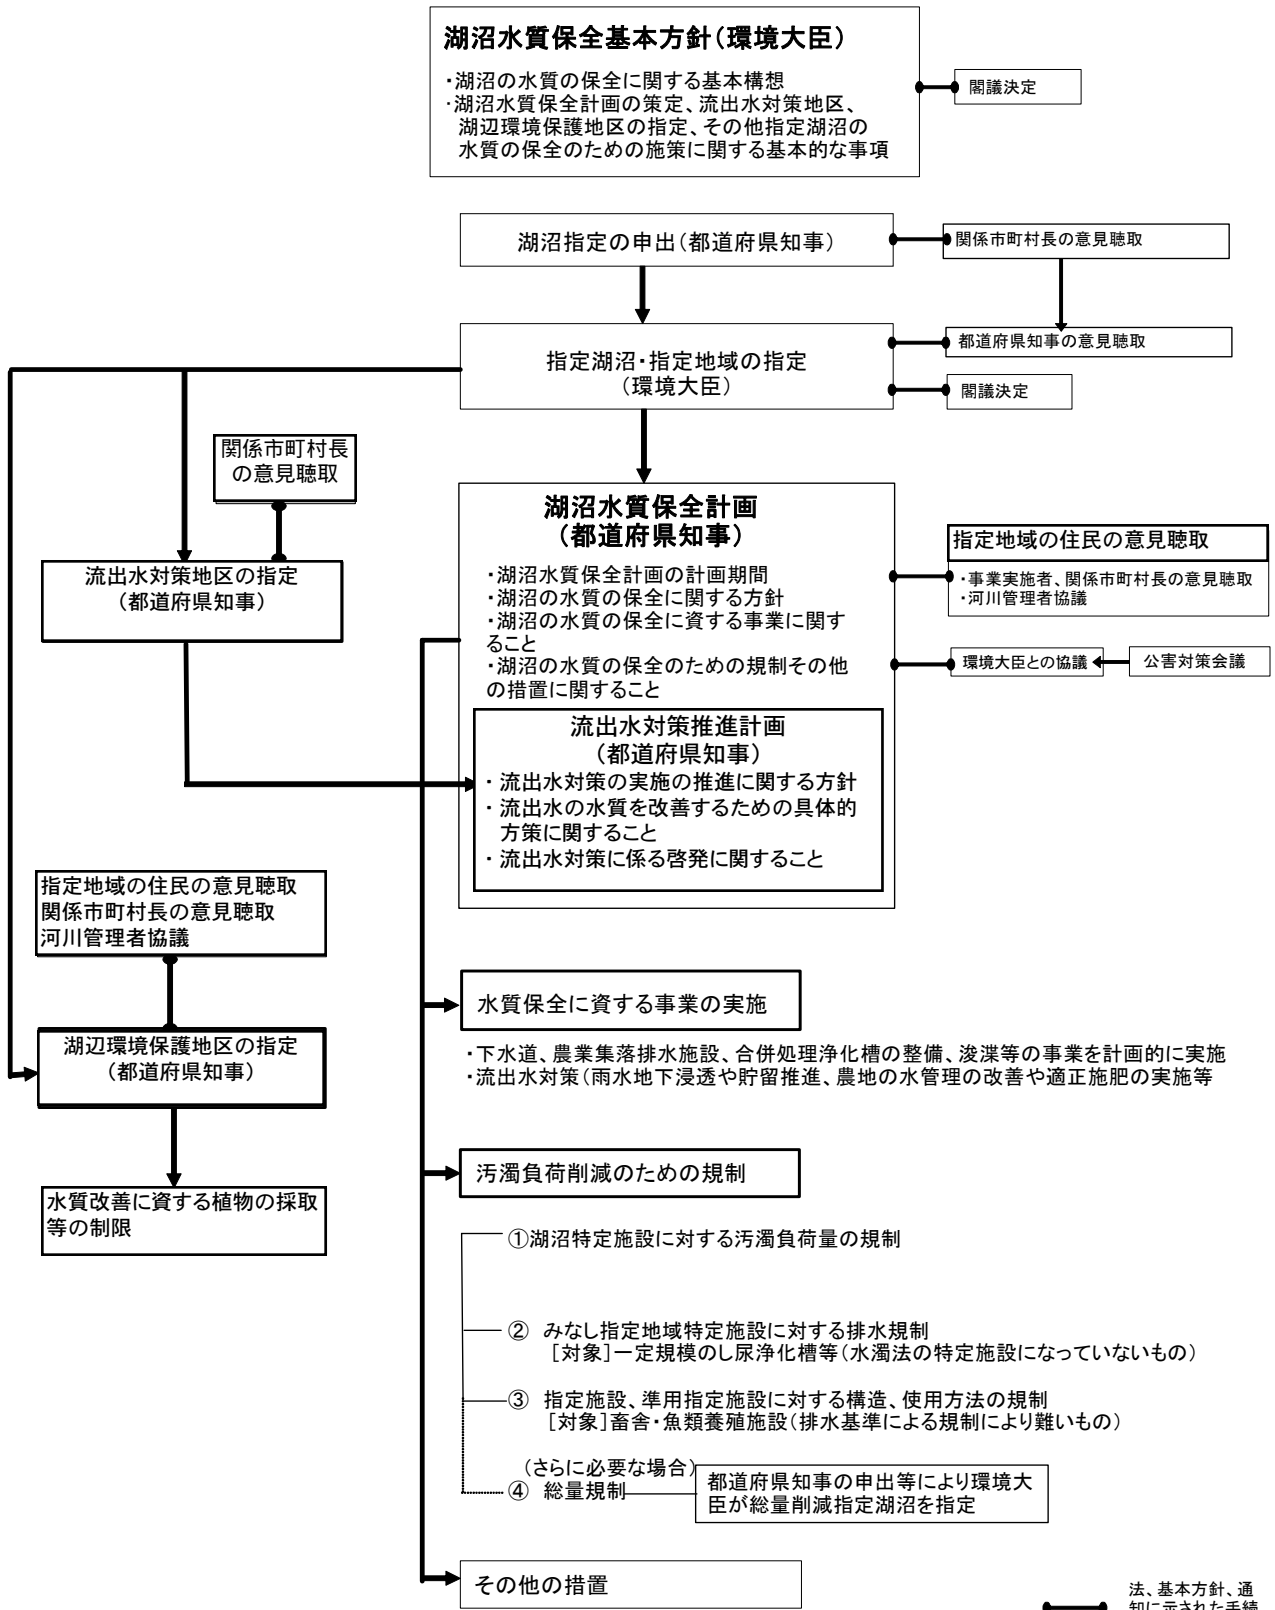 湖沼水質保全基本方針（環境大臣）
・湖沼の水質の保全に関する基本構想
・湖沼水質保全計画の策定、流出水対策地区、
湖辺環境保護地区の指定、その他指定湖沼の
水質の保全のための施策に関する基本的な事項
閣議決定
湖沼指定の申出（都道府県知事）
関係市町村長の意見聴取
指定湖沼・指定地域の指定
（環境大臣）
都道府県知事の意見聴取
閣議決定
関係市町村長
の意見聴取
流出水対策地区の指定
（都道府県知事）
湖沼水質保全計画
（都道府県知事）
・湖沼水質保全計画の計画期間
・湖沼の水質の保全に関する方針
・湖沼の水質の保全に資する事業に関す
ること
・湖沼の水質の保全のための規制その他
の措置に関すること
指定地域の住民の意見聴取
・事業実施者、関係市町村長の意見聴取
・河川管理者協議
環境大臣との協議
公害対策会議
流出水対策推進計画
（都道府県知事）
・流出水対策の実施の推進に関する方針
・流出水の水質を改善するための具体的
方策に関すること
・流出水対策に係る啓発に関すること
指定地域の住民の意見聴取
関係市町村長の意見聴取
河川管理者協議
湖辺環境保護地区の指定
（都道府県知事）
水質改善に資する植物の採取
等の制限
水質保全に資する事業の実施
・下水道、農業集落排水施設、合併処理浄化槽の整備、浚渫等の事業を計画的に実施
・流出水対策（雨水地下浸透や貯留推進、農地の水管理の改善や適正施肥の実施等
汚濁負荷削減のための規制
①湖沼特定施設に対する汚濁負荷量の規制
② みなし指定地域特定施設に対する排水規制
［対象］一定規模のし尿浄化槽等（水濁法の特定施設になっていないもの）
③ 指定施設、準用指定施設に対する構造、使用方法の規制
［対象］畜舎・魚類養殖施設（排水基準による規制により難いもの）
（さらに必要な場合）
④ 総量規制
都道府県知事の申出等により環境大
臣が総量削減指定湖沼を指定
その他の措置
法、基本方針、通
知に示された手続